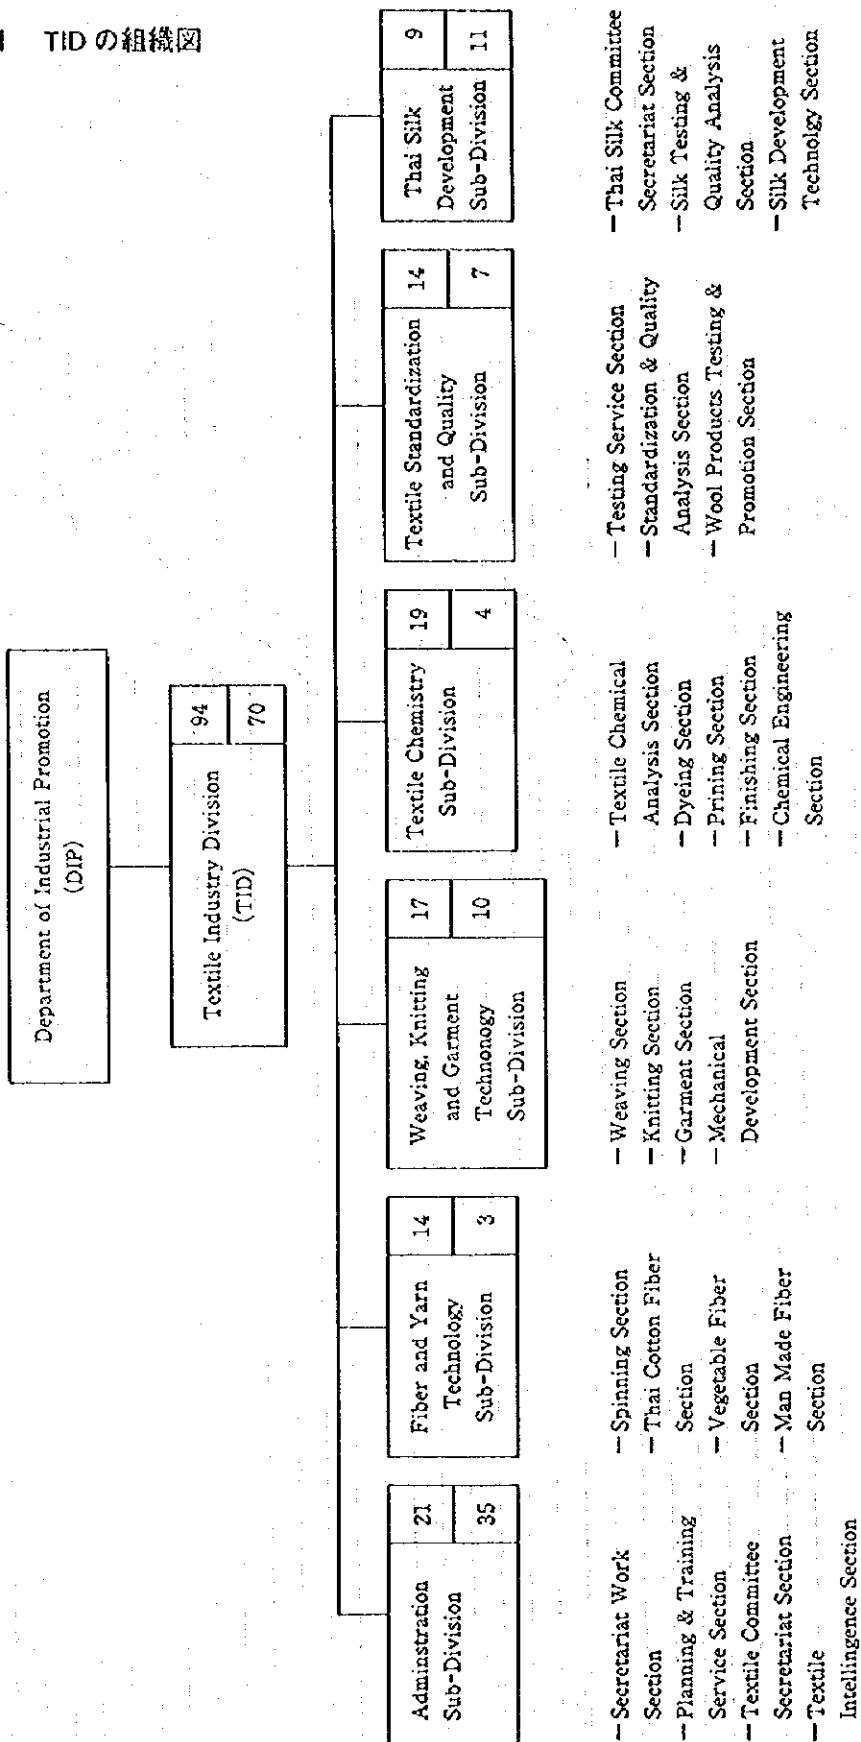 TID の組織図
Department of Industrial Promotion
(DIP)
Textile Industry Division
(TID)
94
70
Adminstration
Sub-Division
21
35
Fiber and Yarn
Technology
Sub-Division
14
3
Weaving, Knitting
and Garment
Technonogy
Sub-Division
17
10
Textile Chemistry
Sub-Division
19
4
Textile Standardization
and Quality
Sub-Division
14
7
Thai Silk
Development
Sub-Division
9
11
—Secretariat Work
Section
—Planning & Training
Service Section
—Textile Committee
Secretariat Section
—Textile
Intellingence Section
—Spinning Section
—Thai Cotton Fiber
Section
—Vegetable Fiber
Section
—Man Made Fiber
Section
—Weaving Section
—Knitting Section
—Garment Section
—Mechanical
Development Section
—Textile Chemical
Analysis Section
—Dyeing Section
—Prining Section
—Finishing Section
—Chemical Engineering
Section
—Testing Service Section
—Standardization & Quality
Analysis Section
—Wool Products Testing &
Promotion Section
—Thai Silk Committee
Secretariat Section
—Silk Testing &
Quality Analysis
Section
—Silk Development
Technolgy Section